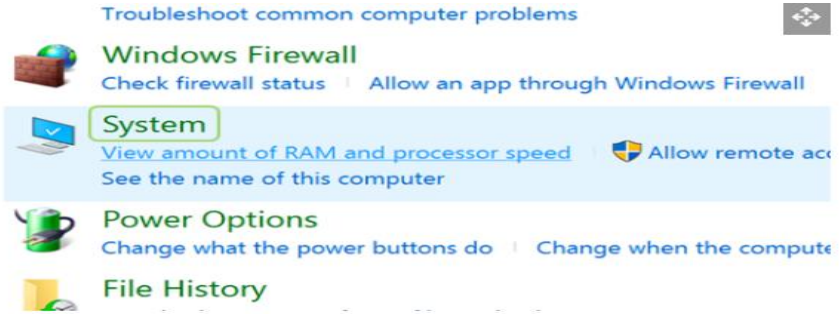 Troubleshoot common computer problems
Windows Firewall
Check firewall status | Allow an app through Windows Firewall
System
View amount of RAM and processor speed | Allow remote acc
See the name of this computer
Power Options
Change what the power buttons do | Change when the compute
File History